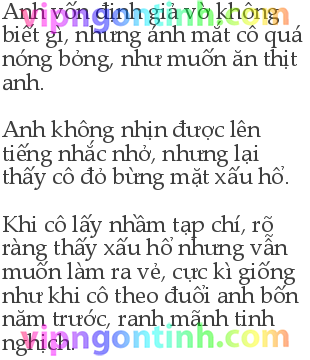 Anh vốn định giả vờ không
biết gì, nhưng ánh mắt cô quá
nóng bỏng, như muốn ăn thịt
anh.
Anh không nhịn được lên
tiếng nhắc nhở, nhưng lại
thấy cô đỏ bừng mặt xấu hổ.
Khi cô lấy nhầm tạp chí, rõ
ràng thấy xấu hổ nhưng vẫn
muốn làm ra vẻ, cực kì giống
như khi cô theo đuổi anh bốn
năm trước, ranh mãnh tinh
nghịch.
vipngontinh.com
vipngontinh.com